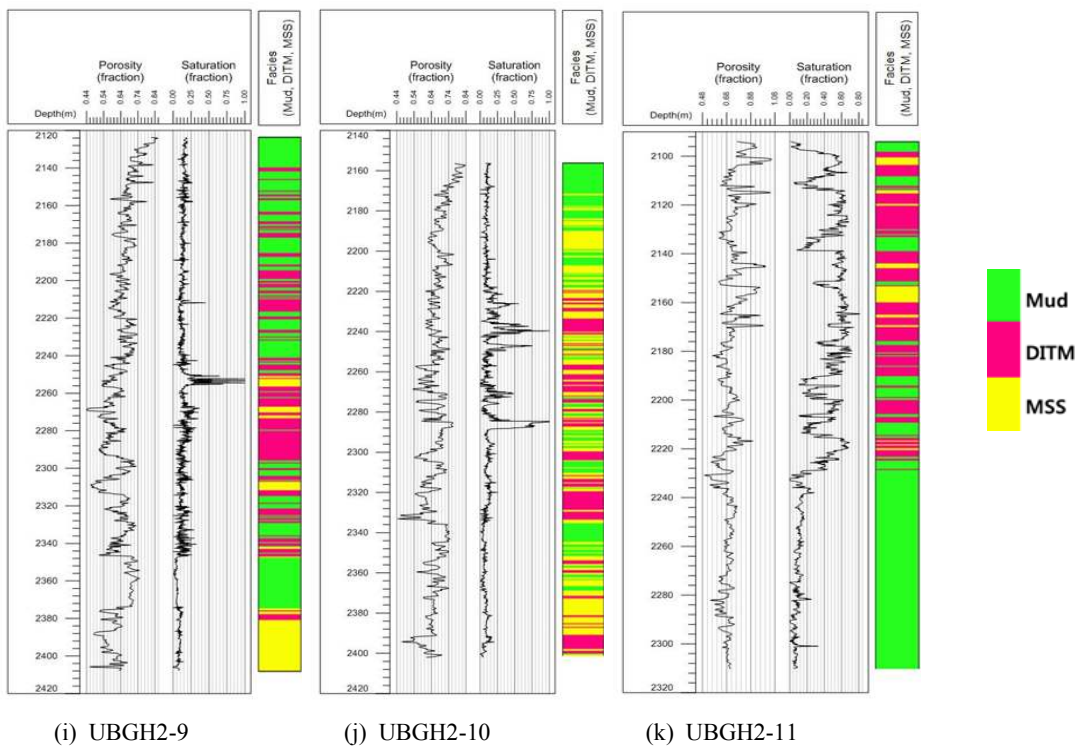 Porosity (fraction)
Saturation (fraction)
Facies (Mud, DITM, MSS)
Depth(m)
0.44 0.54 0.64 0.74 0.84
0.00 0.25 0.50 0.75 1.00
2120
2140
2160
2180
2200
2220
2240
2260
2280
2300
2320
2340
2360
2380
2400
2420
(i) UBGH2-9
Porosity (fraction)
Saturation (fraction)
Facies (Mud, DITM, MSS)
Depth(m)
0.44 0.54 0.64 0.74 0.84
0.00 0.25 0.50 0.75 1.00
2140
2160
2180
2200
2220
2240
2260
2280
2300
2320
2340
2360
2380
2400
2420
(j) UBGH2-10
Porosity (fraction)
Saturation (fraction)
Facies (Mud, DITM, MSS)
Depth(m)
0.48 0.68 0.88 1.08
0.00 0.20 0.40 0.60 0.80
2100
2120
2140
2160
2180
2200
2220
2240
2260
2280
2300
2320
(k) UBGH2-11
Mud
DITM
MSS